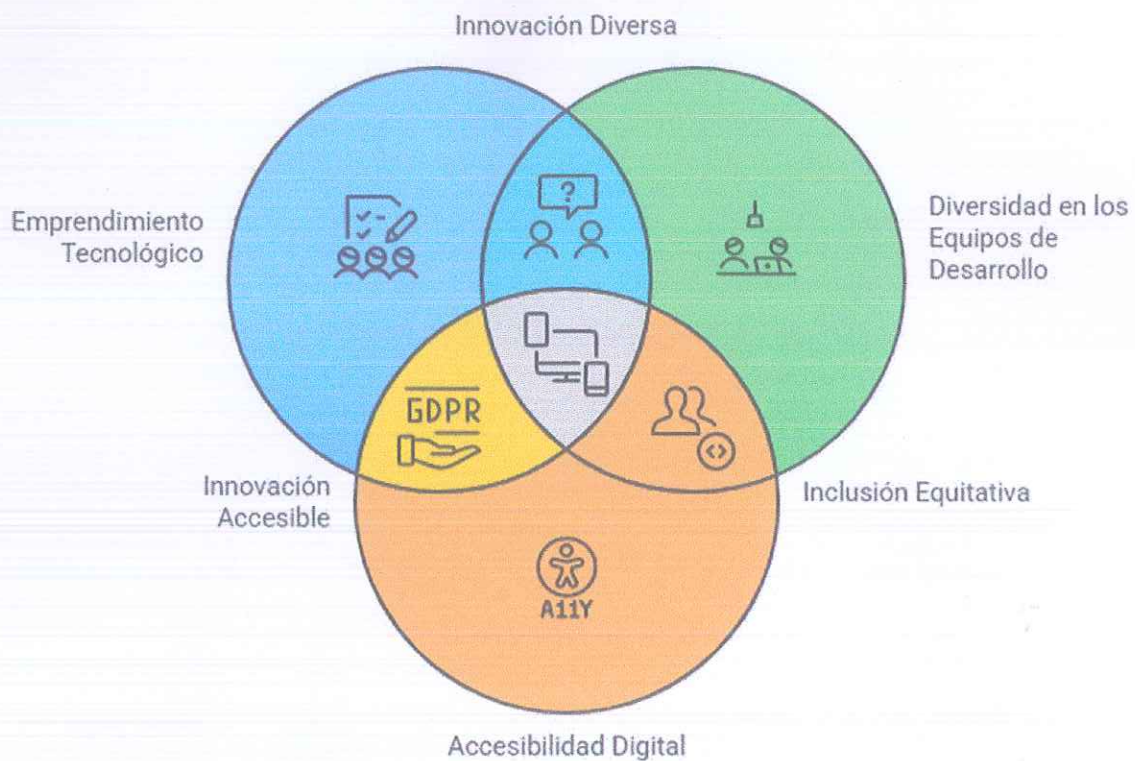 Innovación Diversa
Emprendimiento
Tecnológico
Diversidad en los
Equipos de
Desarrollo
?
GDPR
Innovación
Accesible
Inclusión Equitativa
A11Y
Accesibilidad Digital